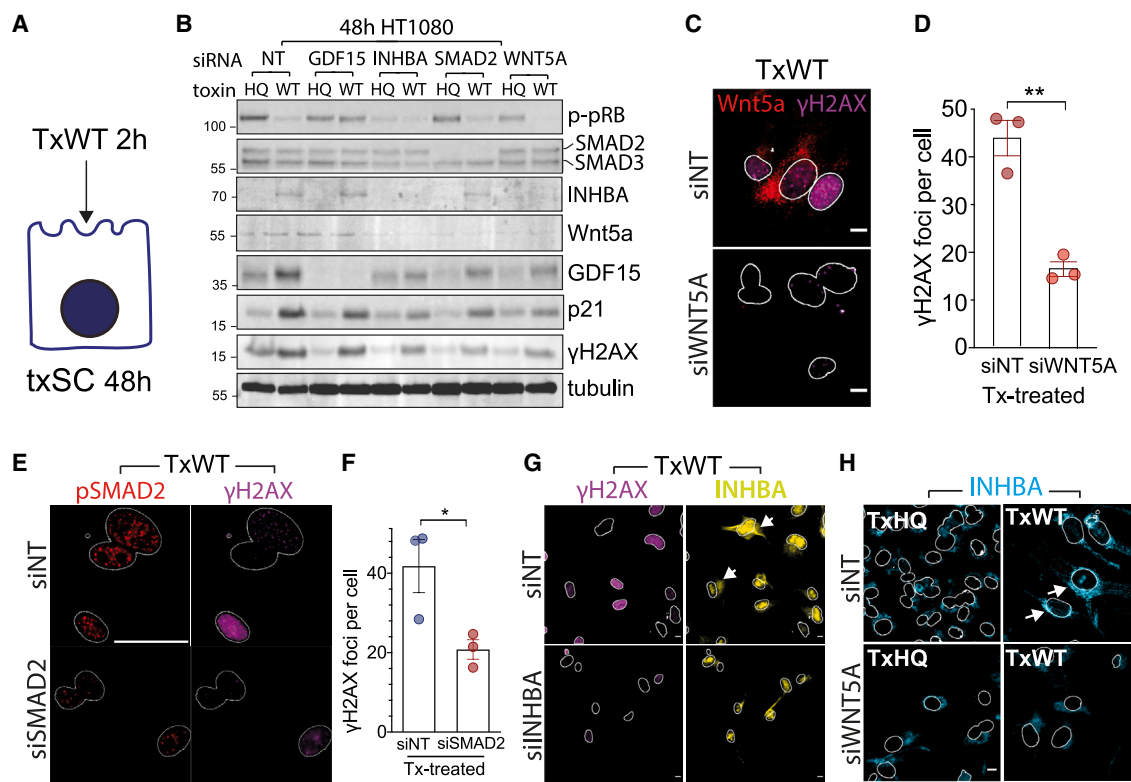 A
TxWT 2h
txSC 48h
B
48h HT1080
siRNA NT GDF15 INHBA SMAD2 WNT5A
toxin HQ WT HQ WT HQ WT HQ WT HQ WT
100
p-pRB
55
SMAD2
SMAD3
70
INHBA
55
Wnt5a
35
GDF15
15
p21
15
γH2AX
55
tubulin
C
TxWT
Wnt5a γH2AX
siNT
siWNT5A
D
**
γH2AX foci per cell
50
40
30
20
10
0
siNT siWNT5A
Tx-treated
E
TxWT
pSMAD2 γH2AX
siNT
siSMAD2
F
*
γH2AX foci per cell
40
20
0
siNT siSMAD2
Tx-treated
G
TxWT
γH2AX INHBA
siNT
siINHBA
H
INHBA
TxHQ TxWT
siNT
TxHQ TxWT
siWNT5A